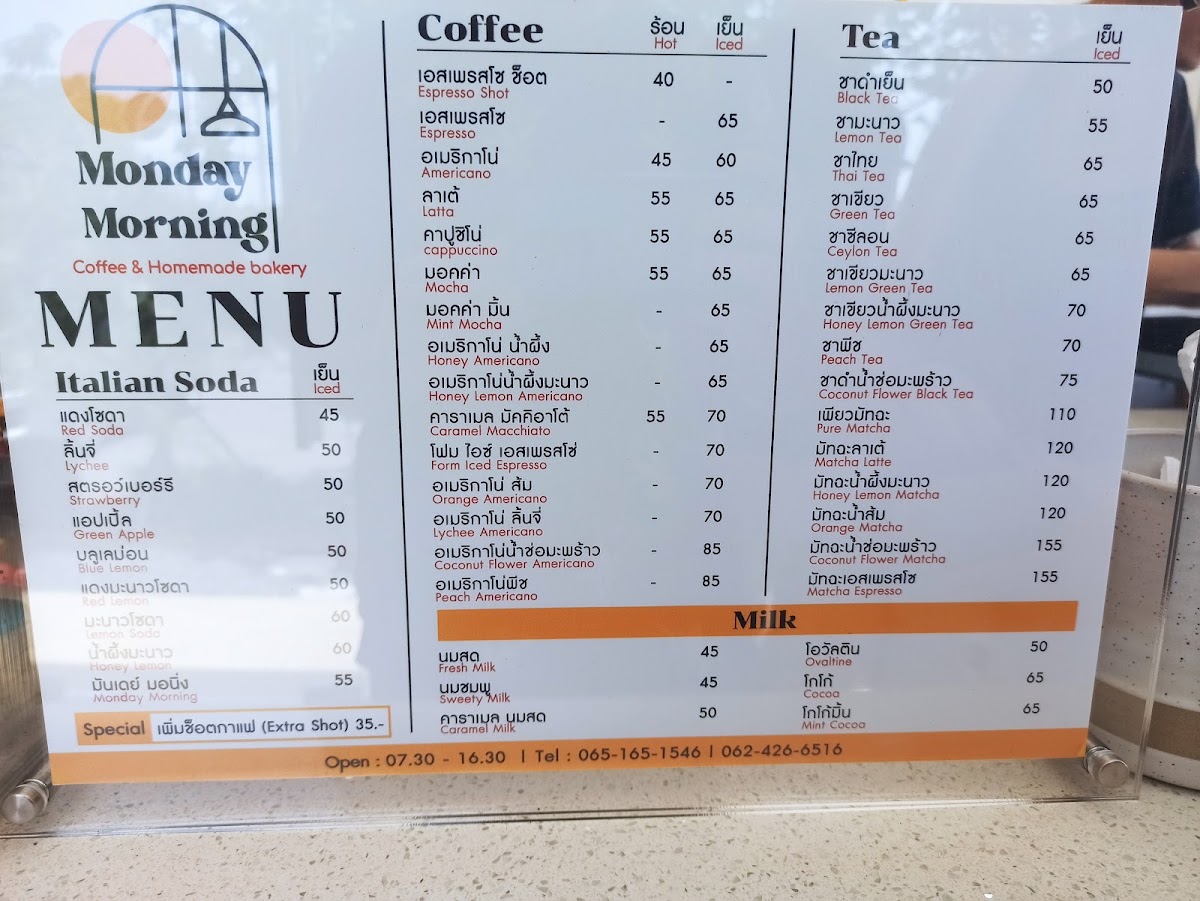 Monday
Morning
Coffee & Homemade bakery
MENU
Italian Soda เย็น
Iced
แดงโซดา 45
Red Soda
ลิ้นจี่ 50
Lychee
สตรอว์เบอร์รี 50
Strawberry
แอปเปิ้ล 50
Green Apple
บลูเลม่อน 50
Blue Lemon
แดงมะนาวโซดา 50
Red Lemon
มะนาวโซดา 60
Lemon Soda
น้ำผึ้งมะนาว 60
Honey Lemon
มันเดย์ มอนิ่ง 55
Monday Morning
Special เพิ่มช็อตกาแฟ (Extra Shot) 35.-
Coffee ร้อน เย็น
Hot Iced
เอสเพรสโซ ช็อต 40 -
Espresso Shot
เอสเพรสโซ - 65
Espresso
อเมริกาโน่ 45 60
Americano
ลาเต้ 55 65
Latta
คาปูชิโน่ 55 65
cappuccino
มอคค่า 55 65
Mocha
มอคค่า มิ้น - 65
Mint Mocha
อเมริกาโน่ น้ำผึ้ง - 65
Honey Americano
อเมริกาโน่น้ำผึ้งมะนาว - 65
Honey Lemon Americano
คาราเมล มัคคิอาโต้ 55 70
Caramel Macchiato
โฟม ไอซ์ เอสเพรสโซ่ - 70
Form Iced Espresso
อเมริกาโน่ ส้ม - 70
Orange Americano
อเมริกาโน่ ลิ้นจี่ - 70
Lychee Americano
อเมริกาโน่น้ำช่อมะพร้าว - 85
Coconut Flower Americano
อเมริกาโน่พีช - 85
Peach Americano
Tea เย็น
Iced
ชาดำเย็น 50
Black Tea
ชามะนาว 55
Lemon Tea
ชาไทย 65
Thai Tea
ชาเขียว 65
Green Tea
ชาซีลอน 65
Ceylon Tea
ชาเขียวมะนาว 65
Lemon Green Tea
ชาเขียวน้ำผึ้งมะนาว 70
Honey Lemon Green Tea
ชาพีช 70
Peach Tea
ชาดำน้ำช่อมะพร้าว 75
Coconut Flower Black Tea
เพียวมัทฉะ 110
Pure Matcha
มัทฉะลาเต้ 120
Matcha Latte
มัทฉะน้ำผึ้งมะนาว 120
Honey Lemon Matcha
มัทฉะน้ำส้ม 120
Orange Matcha
มัทฉะน้ำช่อมะพร้าว 155
Coconut Flower Matcha
มัทฉะเอสเพรสโซ 155
Matcha Espresso
Milk
นมสด 45
Fresh Milk
นมชมพู 45
Sweety Milk
คาราเมล นมสด 50
Caramel Milk
โอวัลติน 50
Ovaltine
โกโก้ 65
Cocoa
โกโก้มิ้น 65
Mint Cocoa
Open : 07.30 - 16.30 | Tel : 065-165-1546 | 062-426-6516